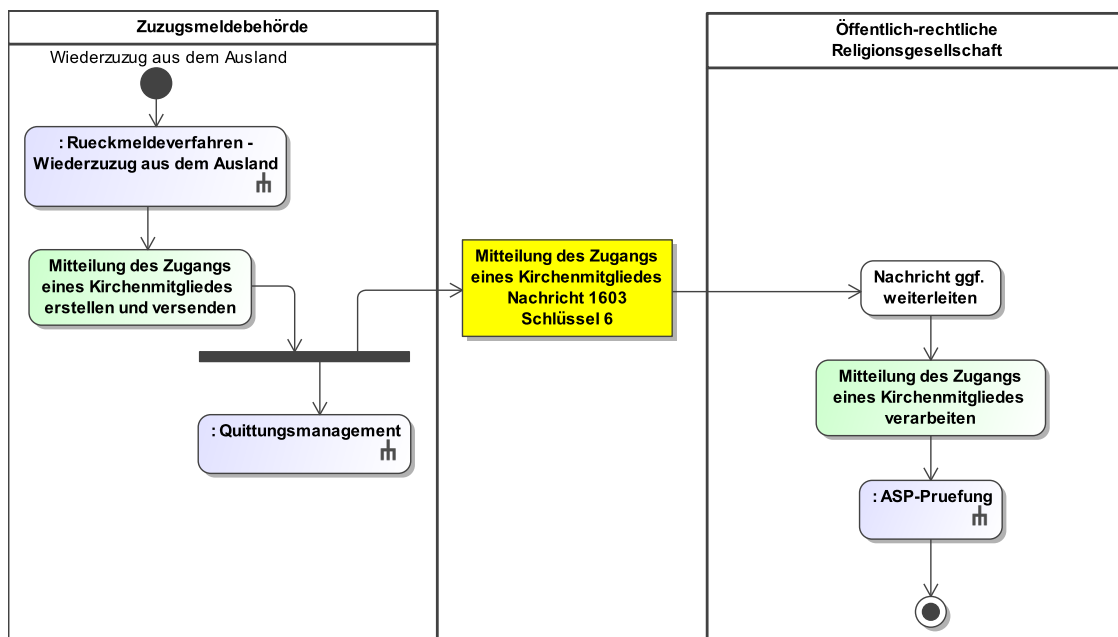 Zuzugsmeldebehörde
Wiederzuzug aus dem Ausland
: Rueckmeldeverfahren -
Wiederzuzug aus dem Ausland
Mitteilung des Zugangs
eines Kirchenmitgliedes
erstellen und versenden
: Quittungsmanagement
Mitteilung des Zugangs
eines Kirchenmitgliedes
Nachricht 1603
Schlüssel 6
Öffentlich-rechtliche
Religionsgesellschaft
Nachricht ggf.
weiterleiten
Mitteilung des Zugangs
eines Kirchenmitgliedes
verarbeiten
: ASP-Pruefung